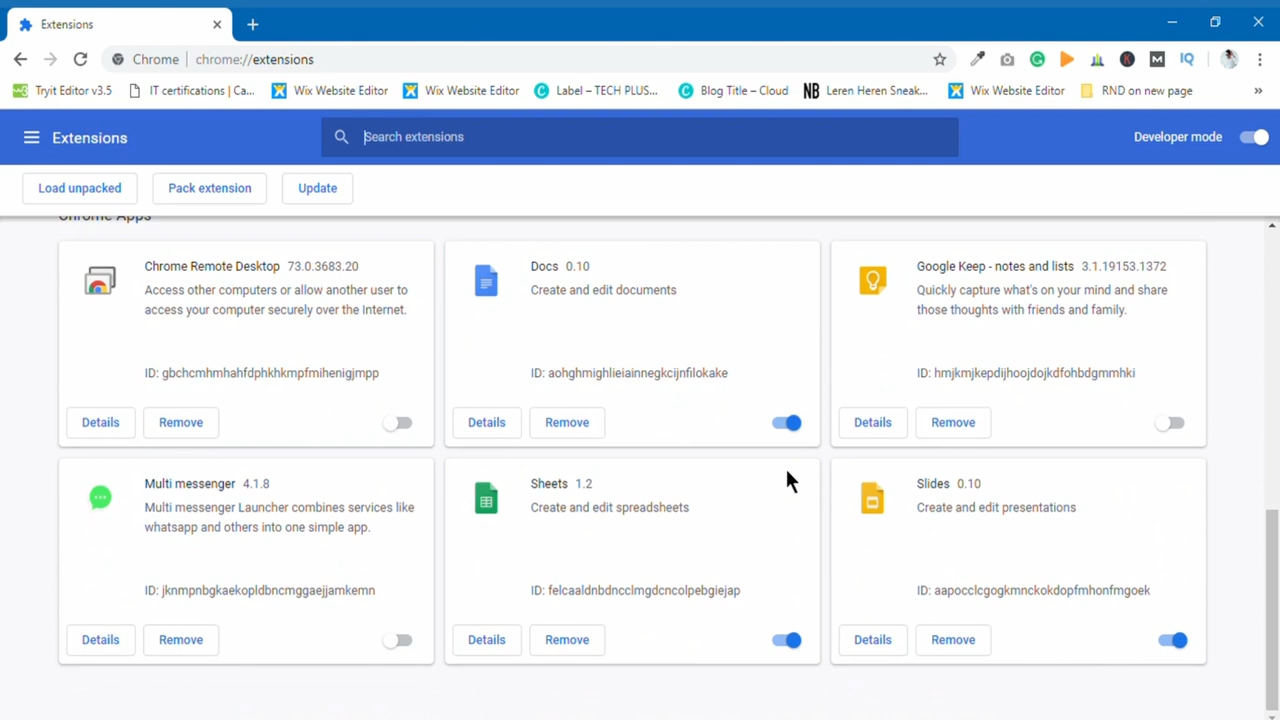 Extensions
Chrome | chrome://extensions
Tryit Editor v3.5 IT certifications | Ca... Wix Website Editor Wix Website Editor Label – TECH PLUS... Blog Title – Cloud NB Leren Heren Sneak... Wix Website Editor RND on new page »
Extensions Search extensions Developer mode
Load unpacked Pack extension Update
Chrome Apps
Chrome Remote Desktop 73.0.3683.20
Access other computers or allow another user to
access your computer securely over the Internet.
ID: gbchcmhmhahfdphkhkmpfmihenigjmpp
Details Remove
Docs 0.10
Create and edit documents
ID: aohghmighlieiainnegkcijnfilokake
Details Remove
Google Keep - notes and lists 3.1.19153.1372
Quickly capture what's on your mind and share
those thoughts with friends and family.
ID: hmjkmjkepdijhoojdojkdfohbdgmmhki
Details Remove
Multi messenger 4.1.8
Multi messenger Launcher combines services like
whatsapp and others into one simple app.
ID: jknmpnbgkaekopldbncmggaejjamkemn
Details Remove
Sheets 1.2
Create and edit spreadsheets
ID: felcaaldnbdncclmgdcncolpebgiejap
Details Remove
Slides 0.10
Create and edit presentations
ID: aapocclcgogkmnckokdopfmhonfmgoek
Details Remove